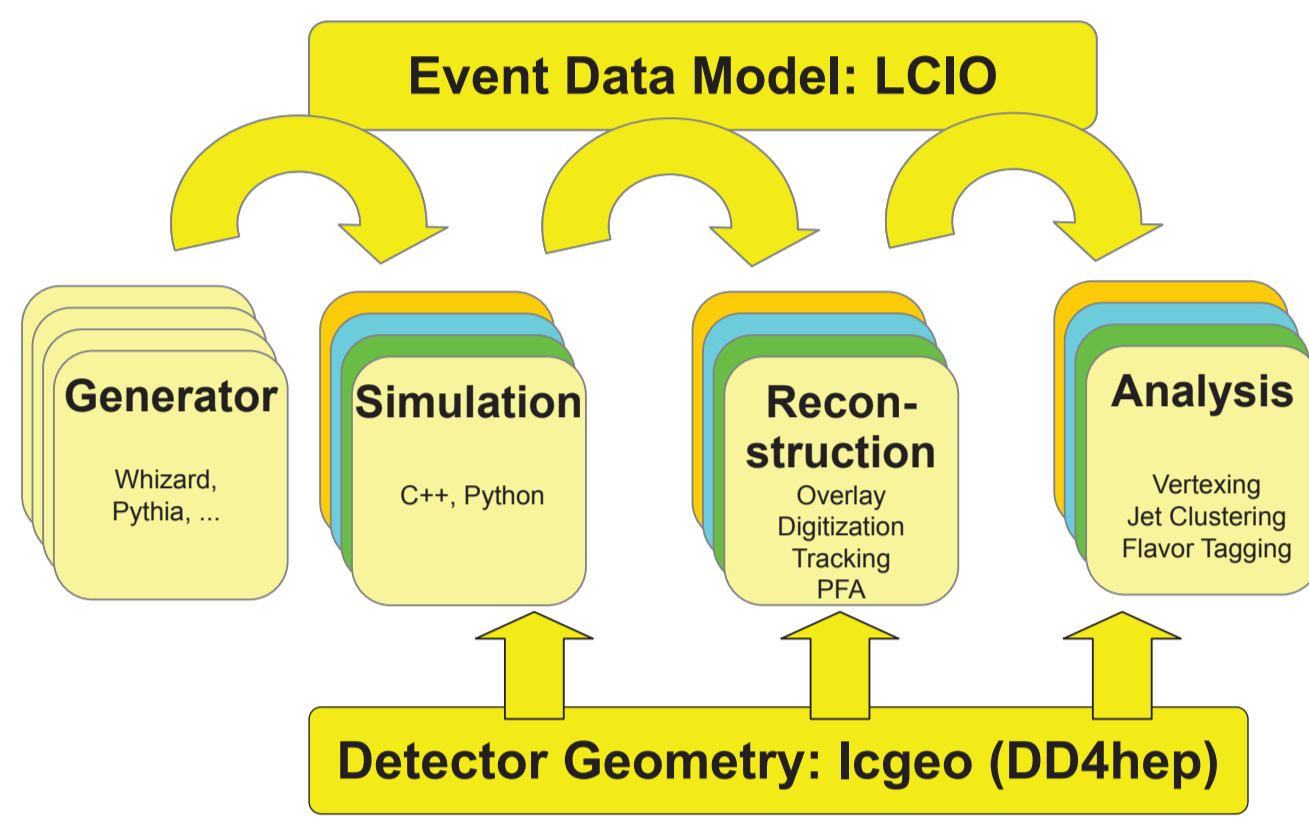 Event Data Model: LCIO
Generator
Whizard,
Pythia, ...
Simulation
C++, Python
Recon-
struction
Overlay
Digitization
Tracking
PFA
Analysis
Vertexing
Jet Clustering
Flavor Tagging
Detector Geometry: lcgeo (DD4hep)